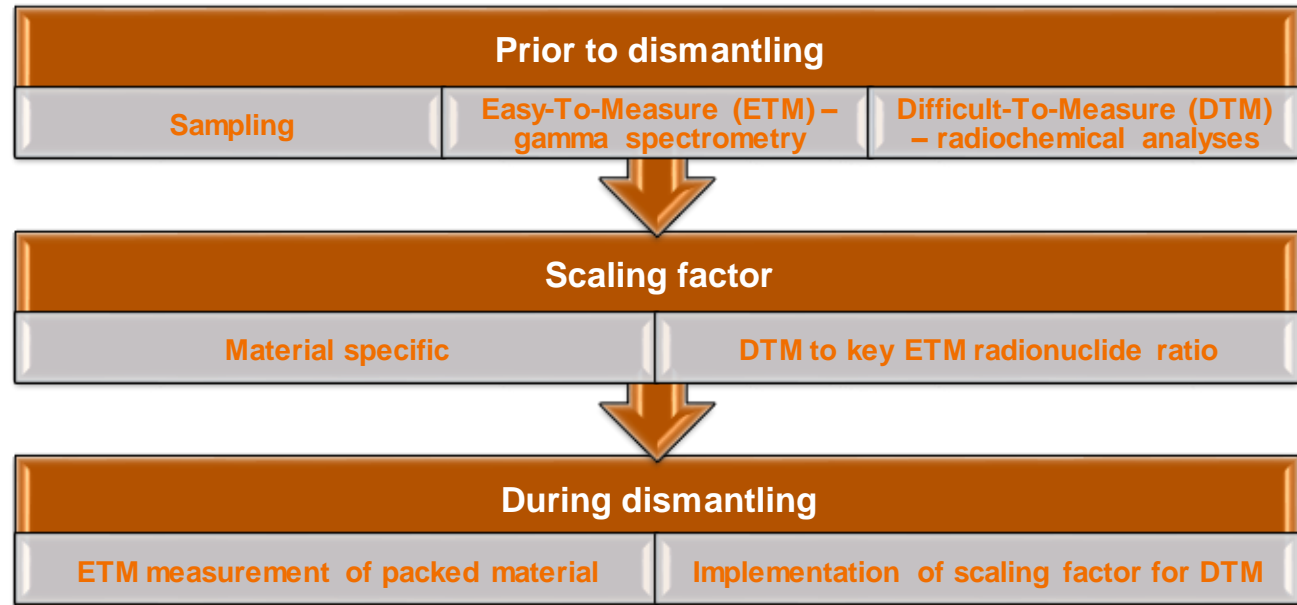 Prior to dismantling
Sampling
Easy-To-Measure (ETM) –
gamma spectrometry
Difficult-To-Measure (DTM)
– radiochemical analyses
Scaling factor
Material specific
DTM to key ETM radionuclide ratio
During dismantling
ETM measurement of packed material
Implementation of scaling factor for DTM